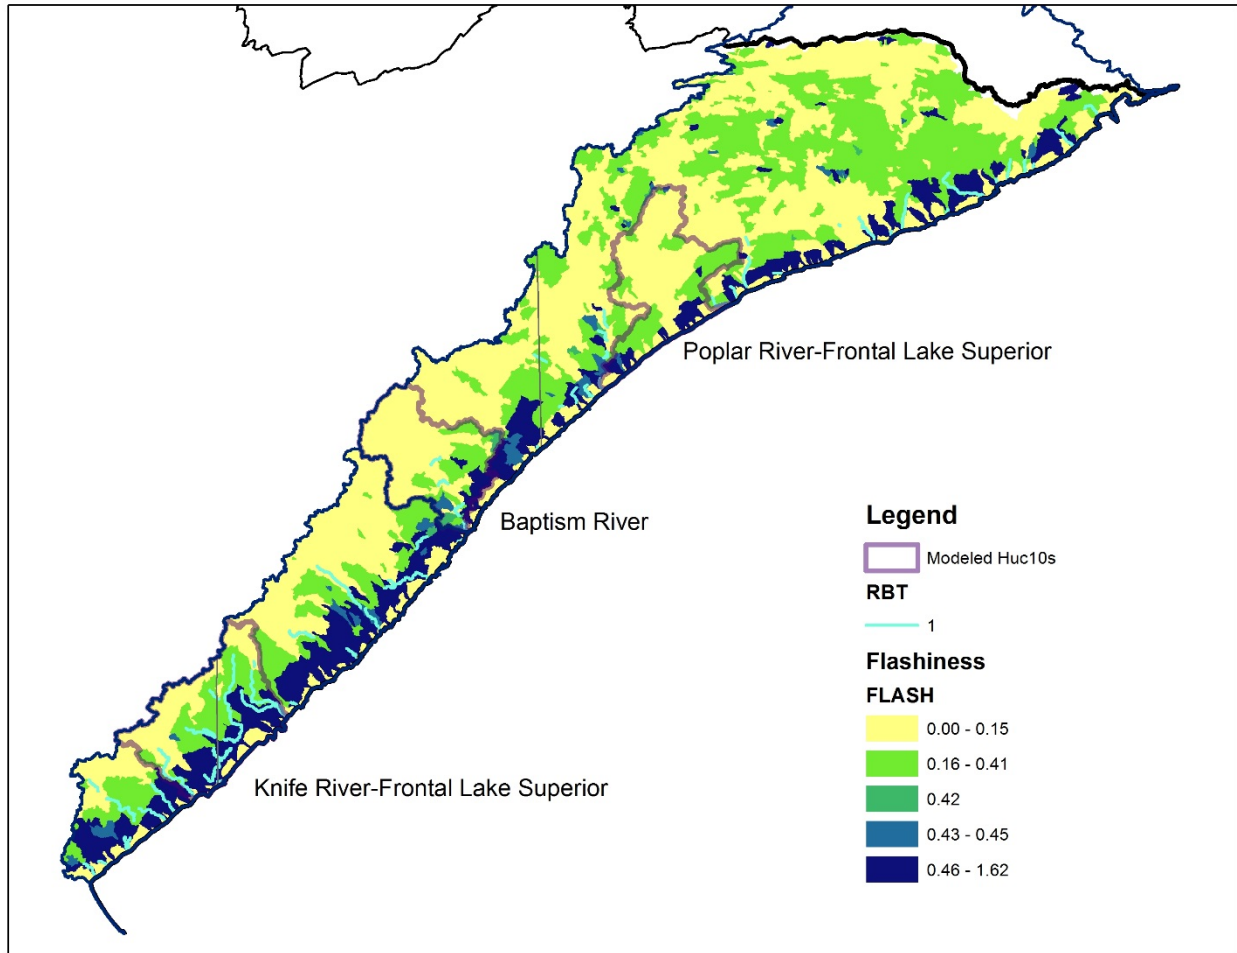 Poplar River-Frontal Lake Superior
Baptism River
Knife River-Frontal Lake Superior
Legend
Modeled Huc10s
RBT
1
Flashiness
FLASH
0.00 - 0.15
0.16 - 0.41
0.42
0.43 - 0.45
0.46 - 1.62